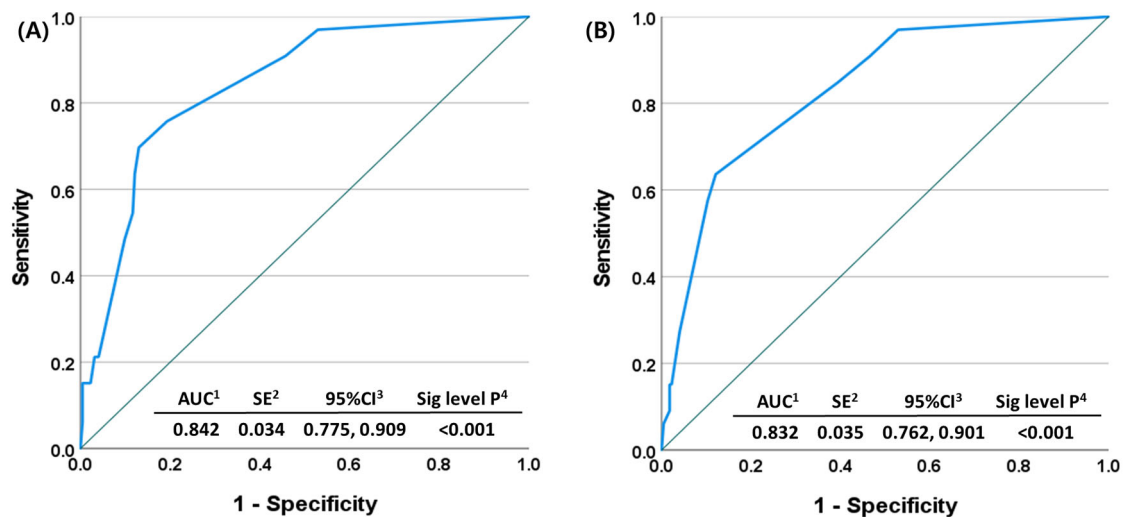 (A)
1.0
0.8
0.6
0.4
0.2
0.0
Sensitivity
AUC¹ SE² 95%CI³ Sig level P⁴
0.842 0.034 0.775, 0.909 <0.001
0.0 0.2 0.4 0.6 0.8 1.0
1 - Specificity
(B)
1.0
0.8
0.6
0.4
0.2
0.0
Sensitivity
AUC¹ SE² 95%CI³ Sig level P⁴
0.832 0.035 0.762, 0.901 <0.001
0.0 0.2 0.4 0.6 0.8 1.0
1 - Specificity